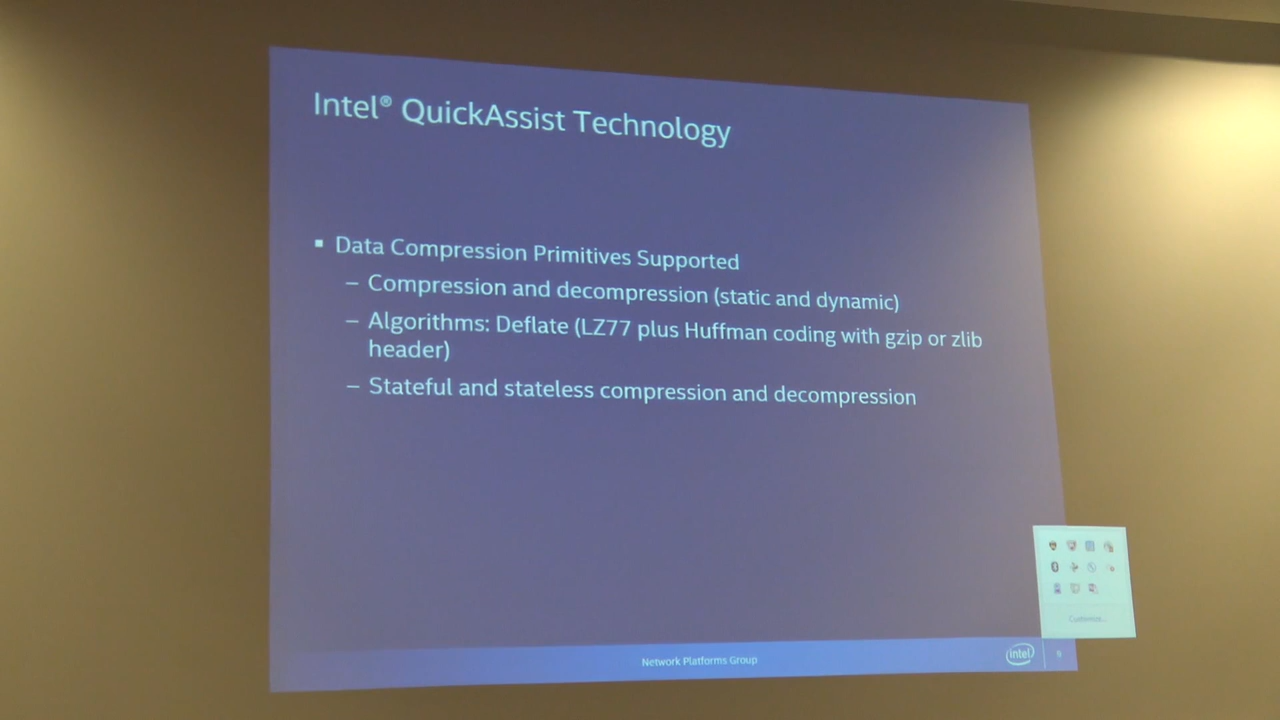 Intel® QuickAssist Technology
▪ Data Compression Primitives Supported
– Compression and decompression (static and dynamic)
– Algorithms: Deflate (LZ77 plus Huffman coding with gzip or zlib
header)
– Stateful and stateless compression and decompression
Customize...
Network Platforms Group
intel